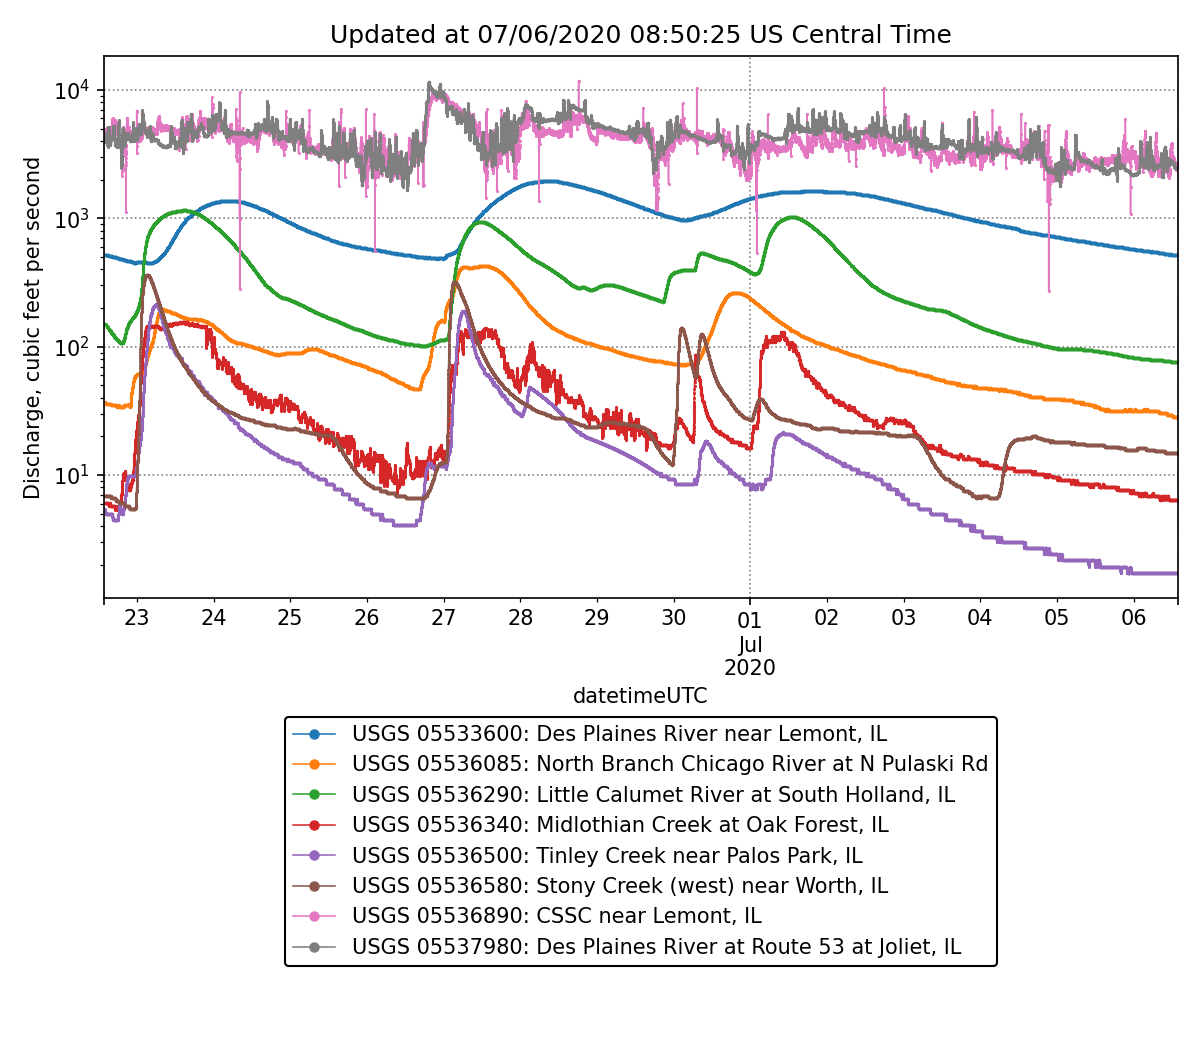 Updated at 07/06/2020 08:50:25 US Central Time
Discharge, cubic feet per second
10^4
10^3
10^2
10^1
23 24 25 26 27 28 29 30 01 02 03 04 05 06
Jul
2020
datetimeUTC
USGS 05533600: Des Plaines River near Lemont, IL
USGS 05536085: North Branch Chicago River at N Pulaski Rd
USGS 05536290: Little Calumet River at South Holland, IL
USGS 05536340: Midlothian Creek at Oak Forest, IL
USGS 05536500: Tinley Creek near Palos Park, IL
USGS 05536580: Stony Creek (west) near Worth, IL
USGS 05536890: CSSC near Lemont, IL
USGS 05537980: Des Plaines River at Route 53 at Joliet, IL